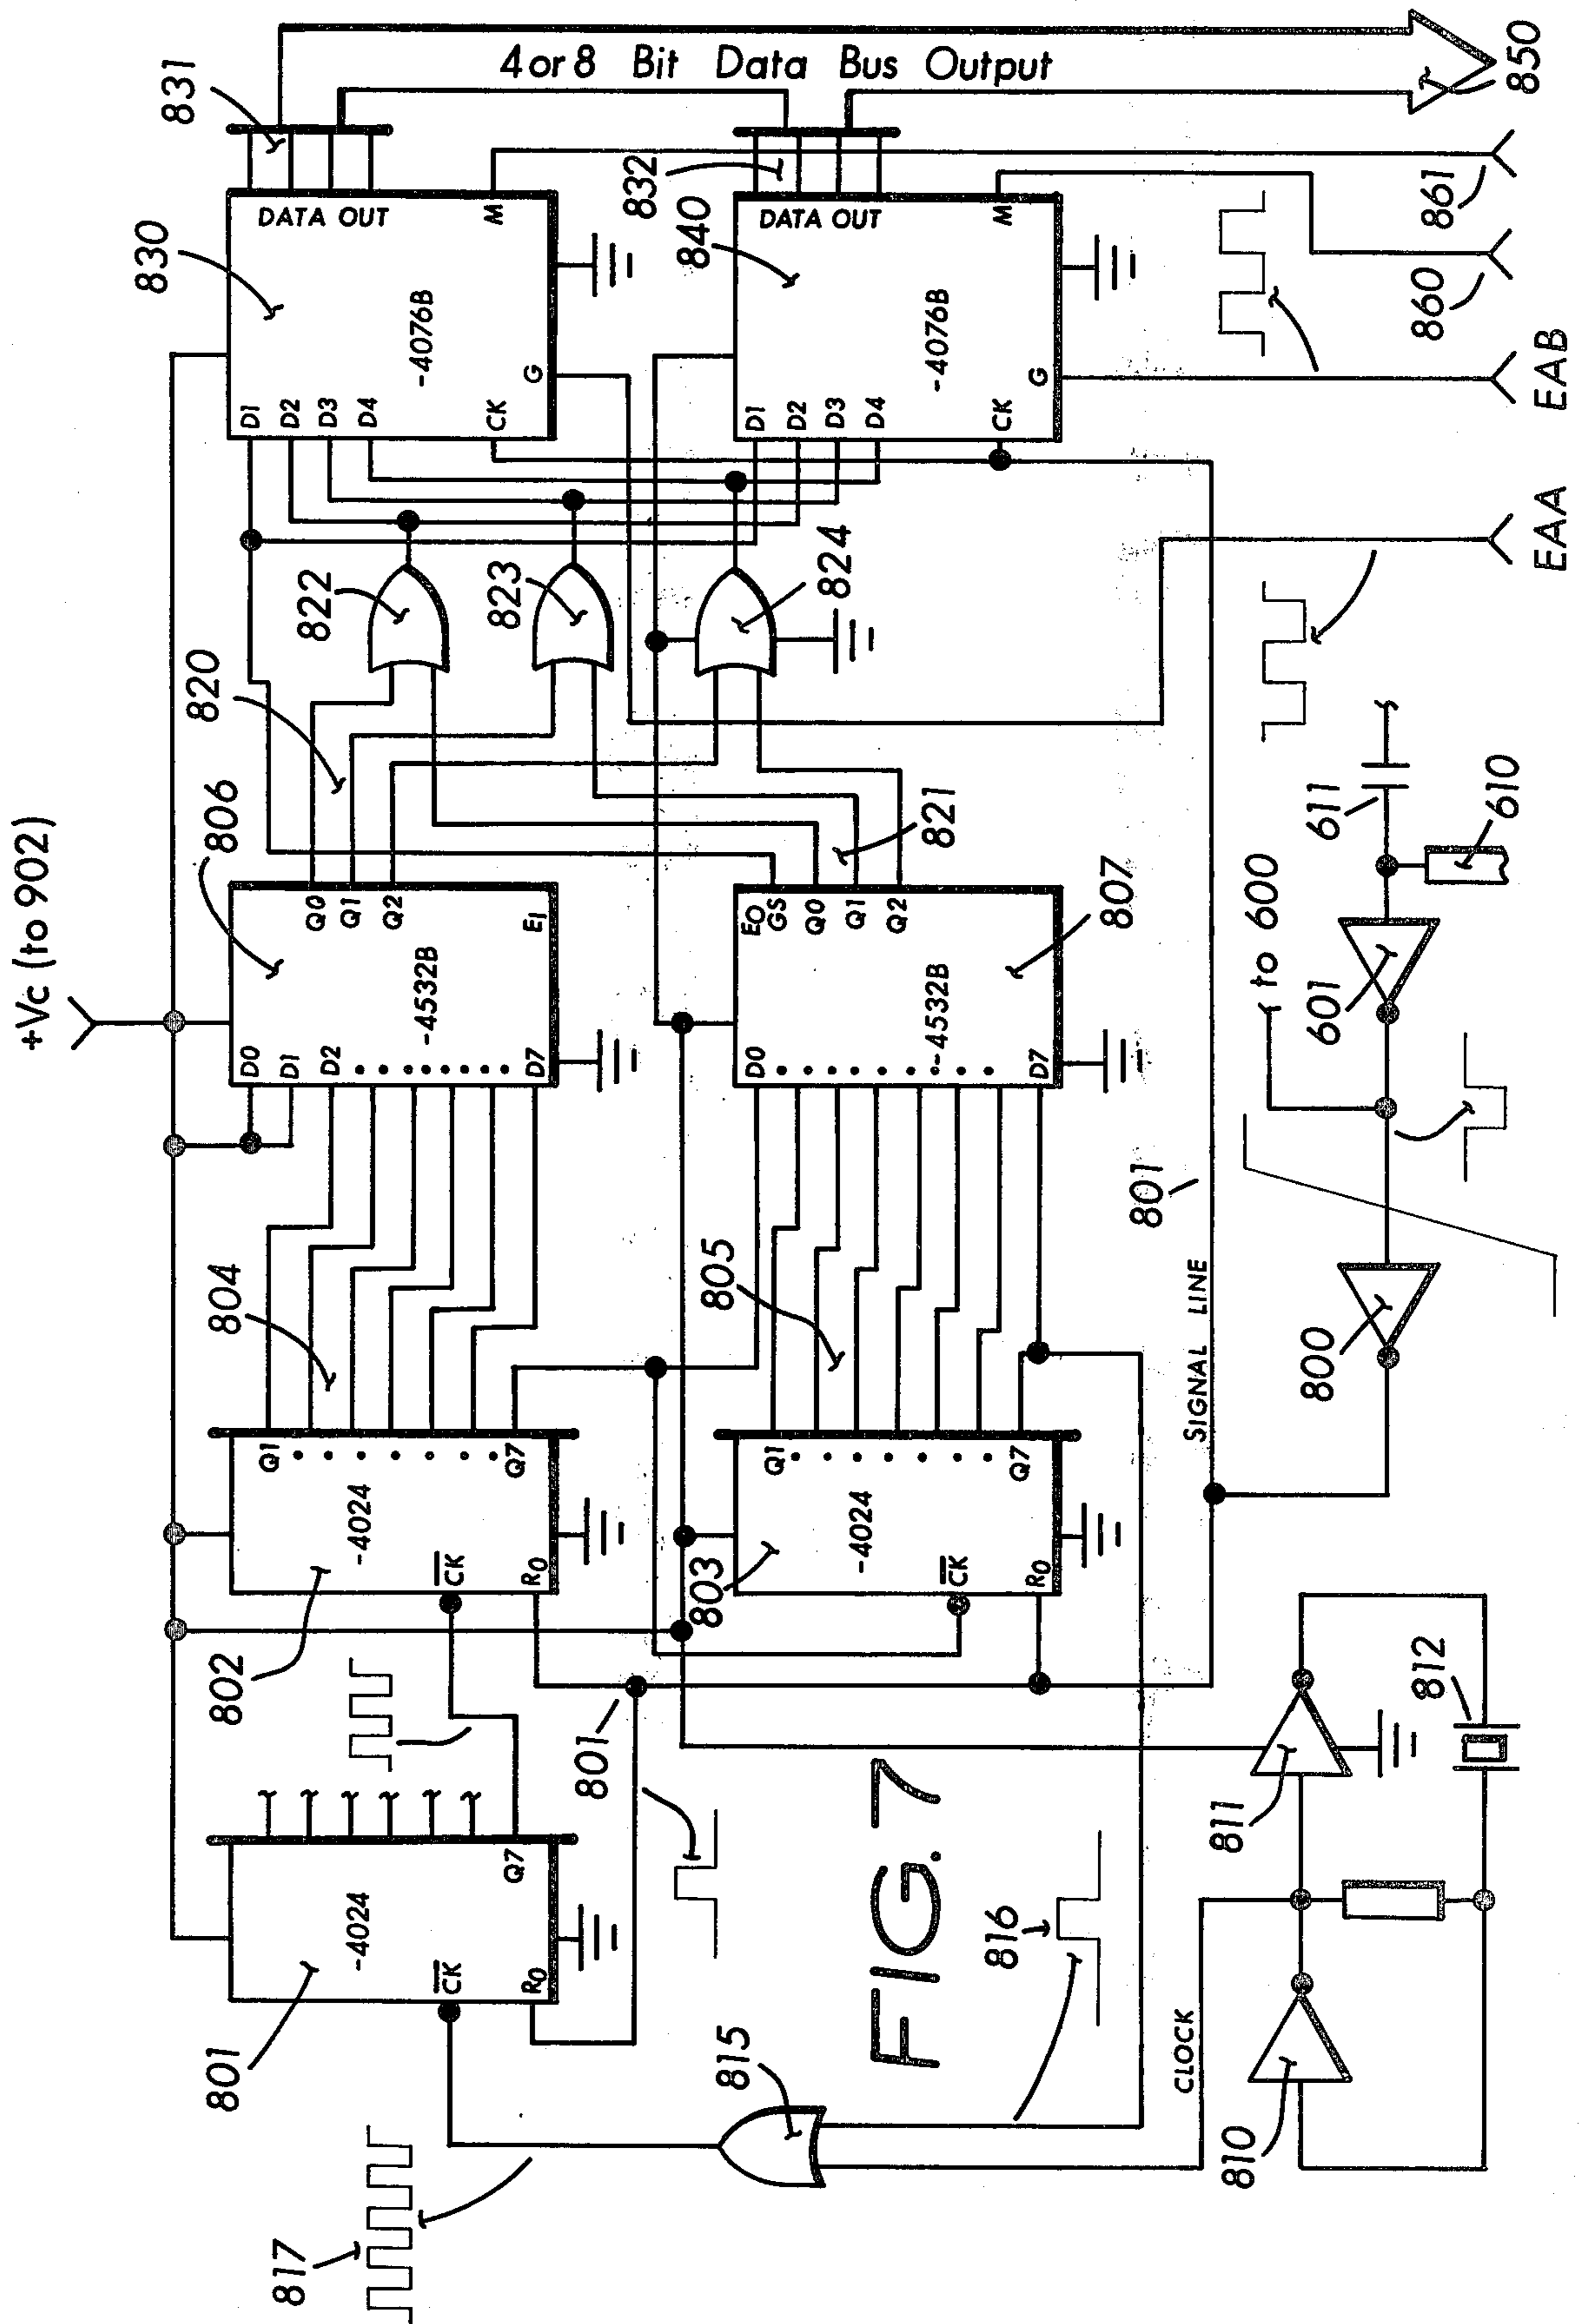 +Vc (to 902)
817
801
-4024
CK
R0
Q7
802
-4024
CK
R0
Q1
Q7
804
D0
D1
D2
D7
-4532B
806
Q0
Q1
Q2
E1
820
822
823
824
830
D1
D2
D3
D4
CK
G
-4076B
DATA OUT
M
831
4 or 8 Bit Data Bus Output
801
803
-4024
CK
R0
Q1
Q7
805
D0
D7
-4532B
807
EO
GS
Q0
Q1
Q2
821
840
D1
D2
D3
D4
CK
G
-4076B
DATA OUT
M
832
815
816
FIG. 7
CLOCK
810
811
812
SIGNAL LINE
801
800
601
to 600
611
610
EAA
EAB
860
861
850